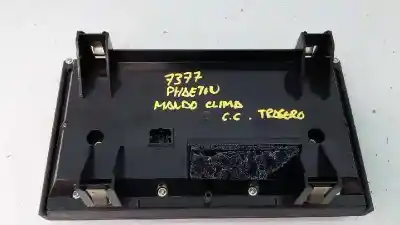 7377
PHAETON
MANDO CLIMA
C.C. TRASERO